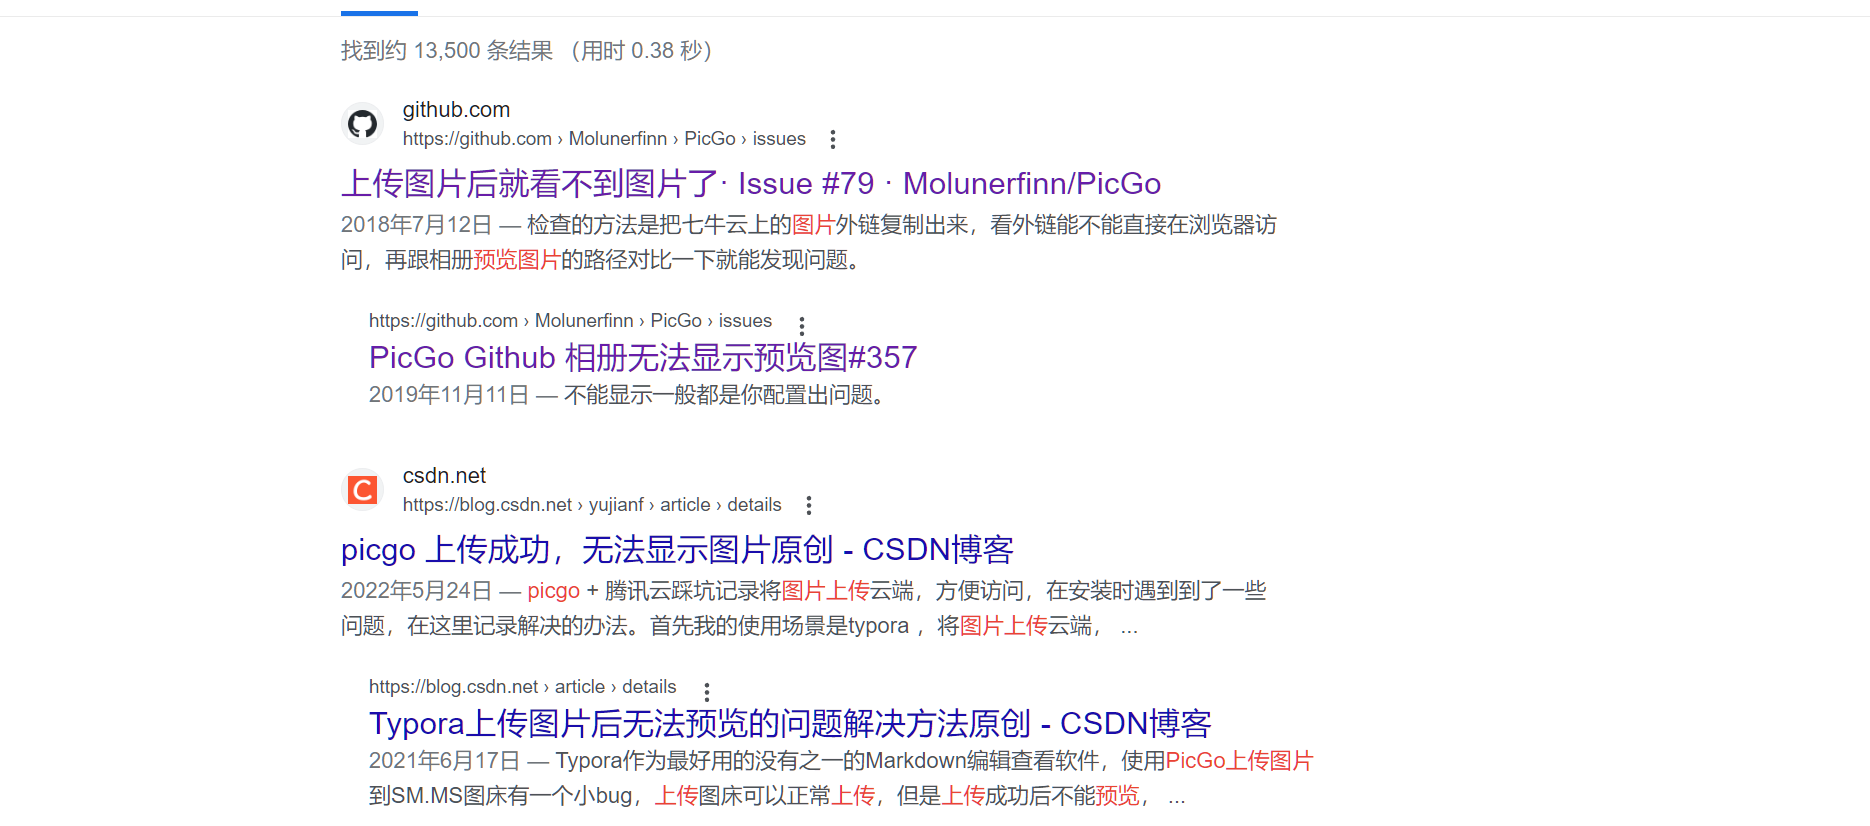 找到约 13,500 条结果 （用时 0.38 秒）
github.com
https://github.com › Molunerfinn › PicGo › issues
上传图片后就看不到图片了· Issue #79 · Molunerfinn/PicGo
2018年7月12日 — 检查的方法是把七牛云上的图片外链复制出来，看外链能不能直接在浏览器访
问，再跟相册预览图片的路径对比一下就能发现问题。
https://github.com › Molunerfinn › PicGo › issues
PicGo Github 相册无法显示预览图#357
2019年11月11日 — 不能显示一般都是你配置出问题。
csdn.net
https://blog.csdn.net › yujianf › article › details
picgo 上传成功，无法显示图片原创 - CSDN博客
2022年5月24日 — picgo + 腾讯云踩坑记录将图片上传云端，方便访问，在安装时遇到到了一些
问题，在这里记录解决的办法。首先我的使用场景是typora ，将图片上传云端， ...
https://blog.csdn.net › article › details
Typora上传图片后无法预览的问题解决方法原创 - CSDN博客
2021年6月17日 — Typora作为最好用的没有之一的Markdown编辑查看软件，使用PicGo上传图片
到SM.MS图床有一个小bug，上传图床可以正常上传，但是上传成功后不能预览， ...